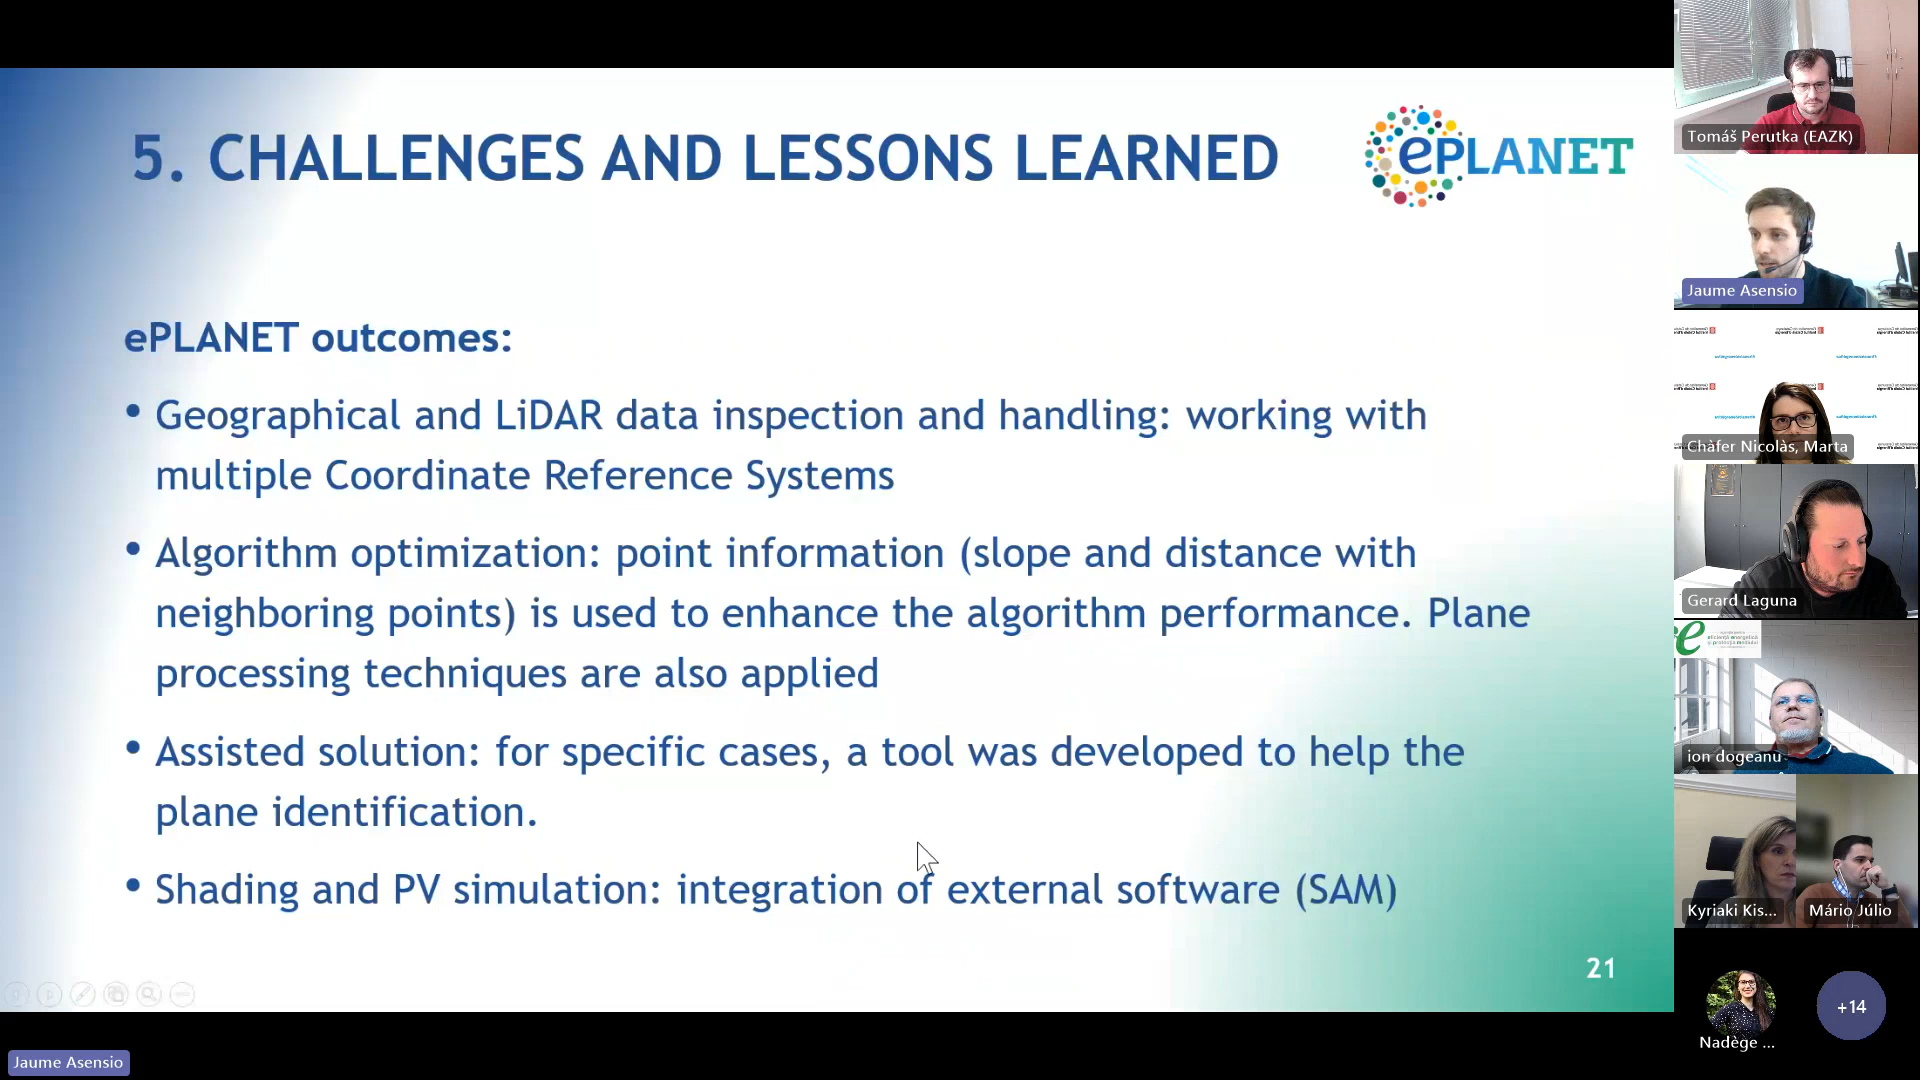 5. CHALLENGES AND LESSONS LEARNED
ePLANET
ePLANET outcomes:
• Geographical and LiDAR data inspection and handling: working with
multiple Coordinate Reference Systems
• Algorithm optimization: point information (slope and distance with
neighboring points) is used to enhance the algorithm performance. Plane
processing techniques are also applied
• Assisted solution: for specific cases, a tool was developed to help the
plane identification.
• Shading and PV simulation: integration of external software (SAM)
21
Jaume Asensio
Tomáš Perutka (EAZK)
Jaume Asensio
Chàfer Nicolàs, Marta
Gerard Laguna
ion dogeanu
Kyriaki Kis...
Mário Júlio
Nadège ...
+14